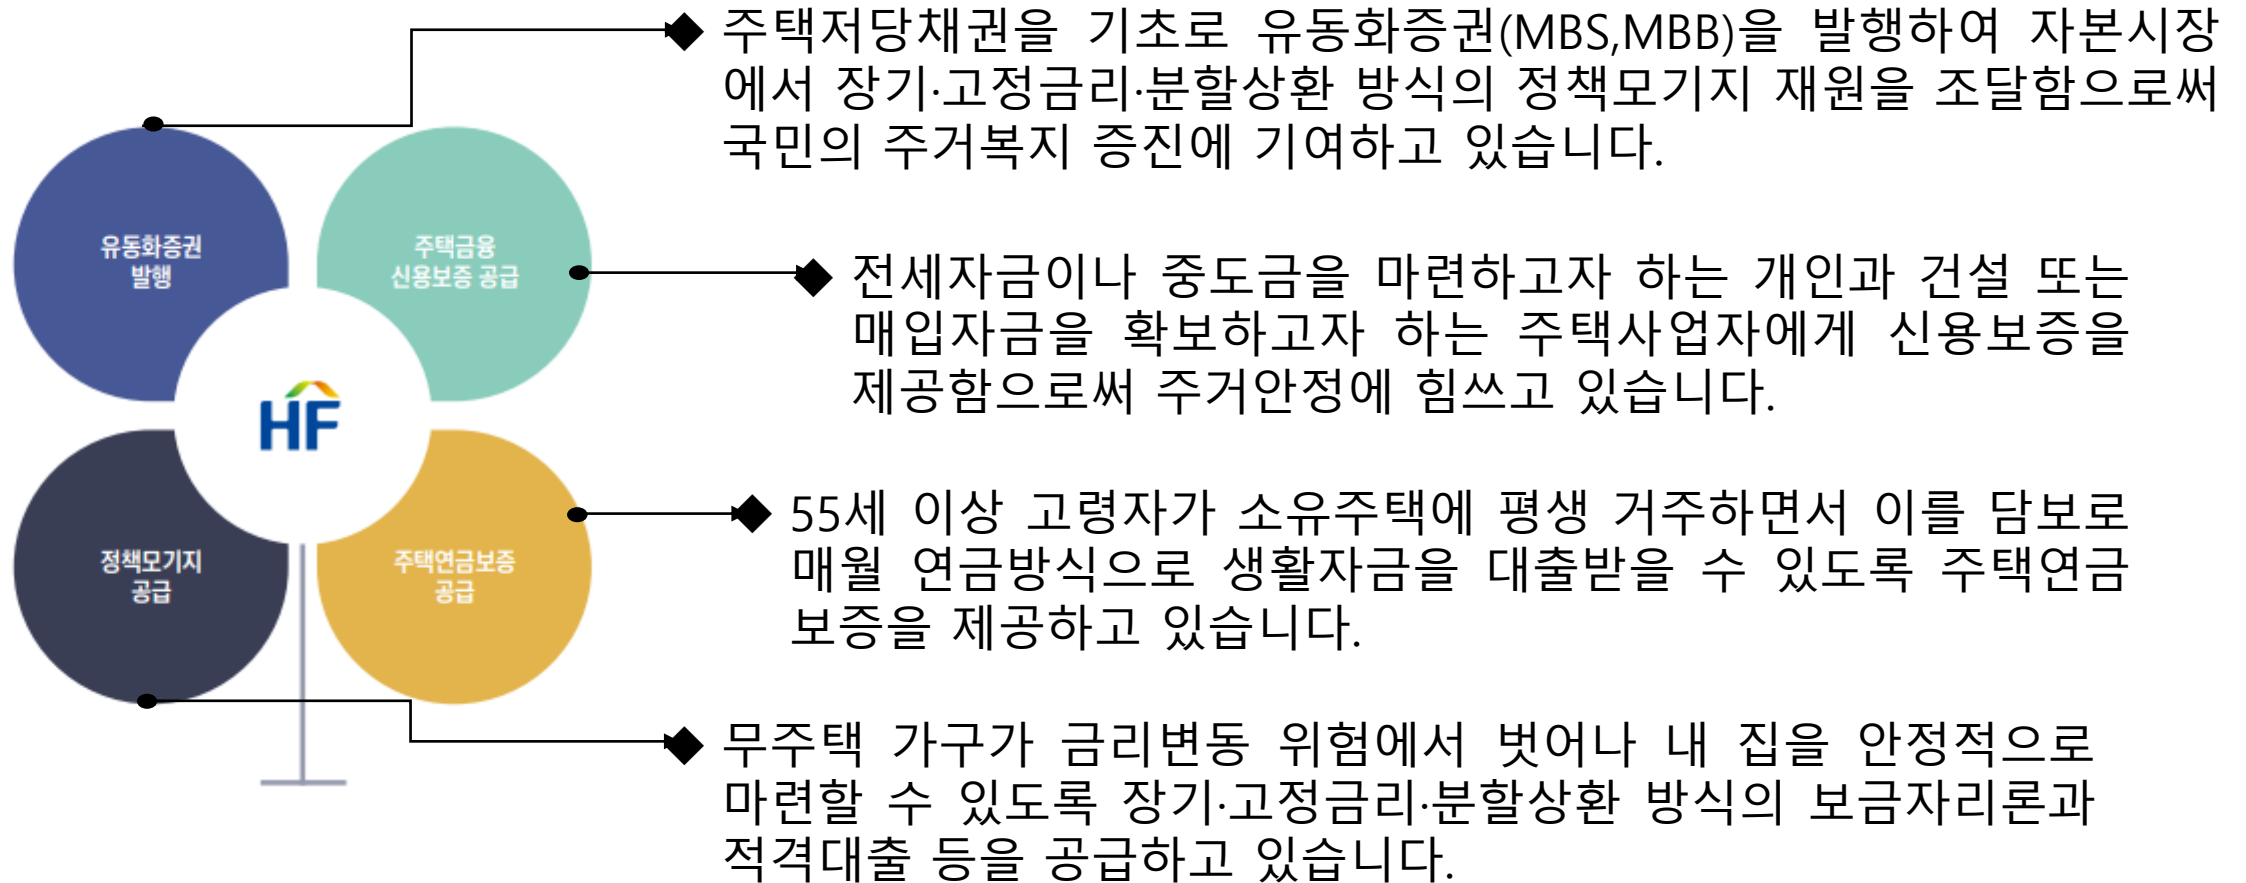 주택저당채권을 기초로 유동화증권(MBS,MBB)을 발행하여 자본시장
에서 장기·고정금리·분할상환 방식의 정책모기지 재원을 조달함으로써
국민의 주거복지 증진에 기여하고 있습니다.
유동화증권
발행
주택금융
신용보증 공급
전세자금이나 중도금을 마련하고자 하는 개인과 건설 또는
매입자금을 확보하고자 하는 주택사업자에게 신용보증을
제공함으로써 주거안정에 힘쓰고 있습니다.
HF
정책모기지
공급
주택연금보증
공급
55세 이상 고령자가 소유주택에 평생 거주하면서 이를 담보로
매월 연금방식으로 생활자금을 대출받을 수 있도록 주택연금
보증을 제공하고 있습니다.
무주택 가구가 금리변동 위험에서 벗어나 내 집을 안정적으로
마련할 수 있도록 장기·고정금리·분할상환 방식의 보금자리론과
적격대출 등을 공급하고 있습니다.